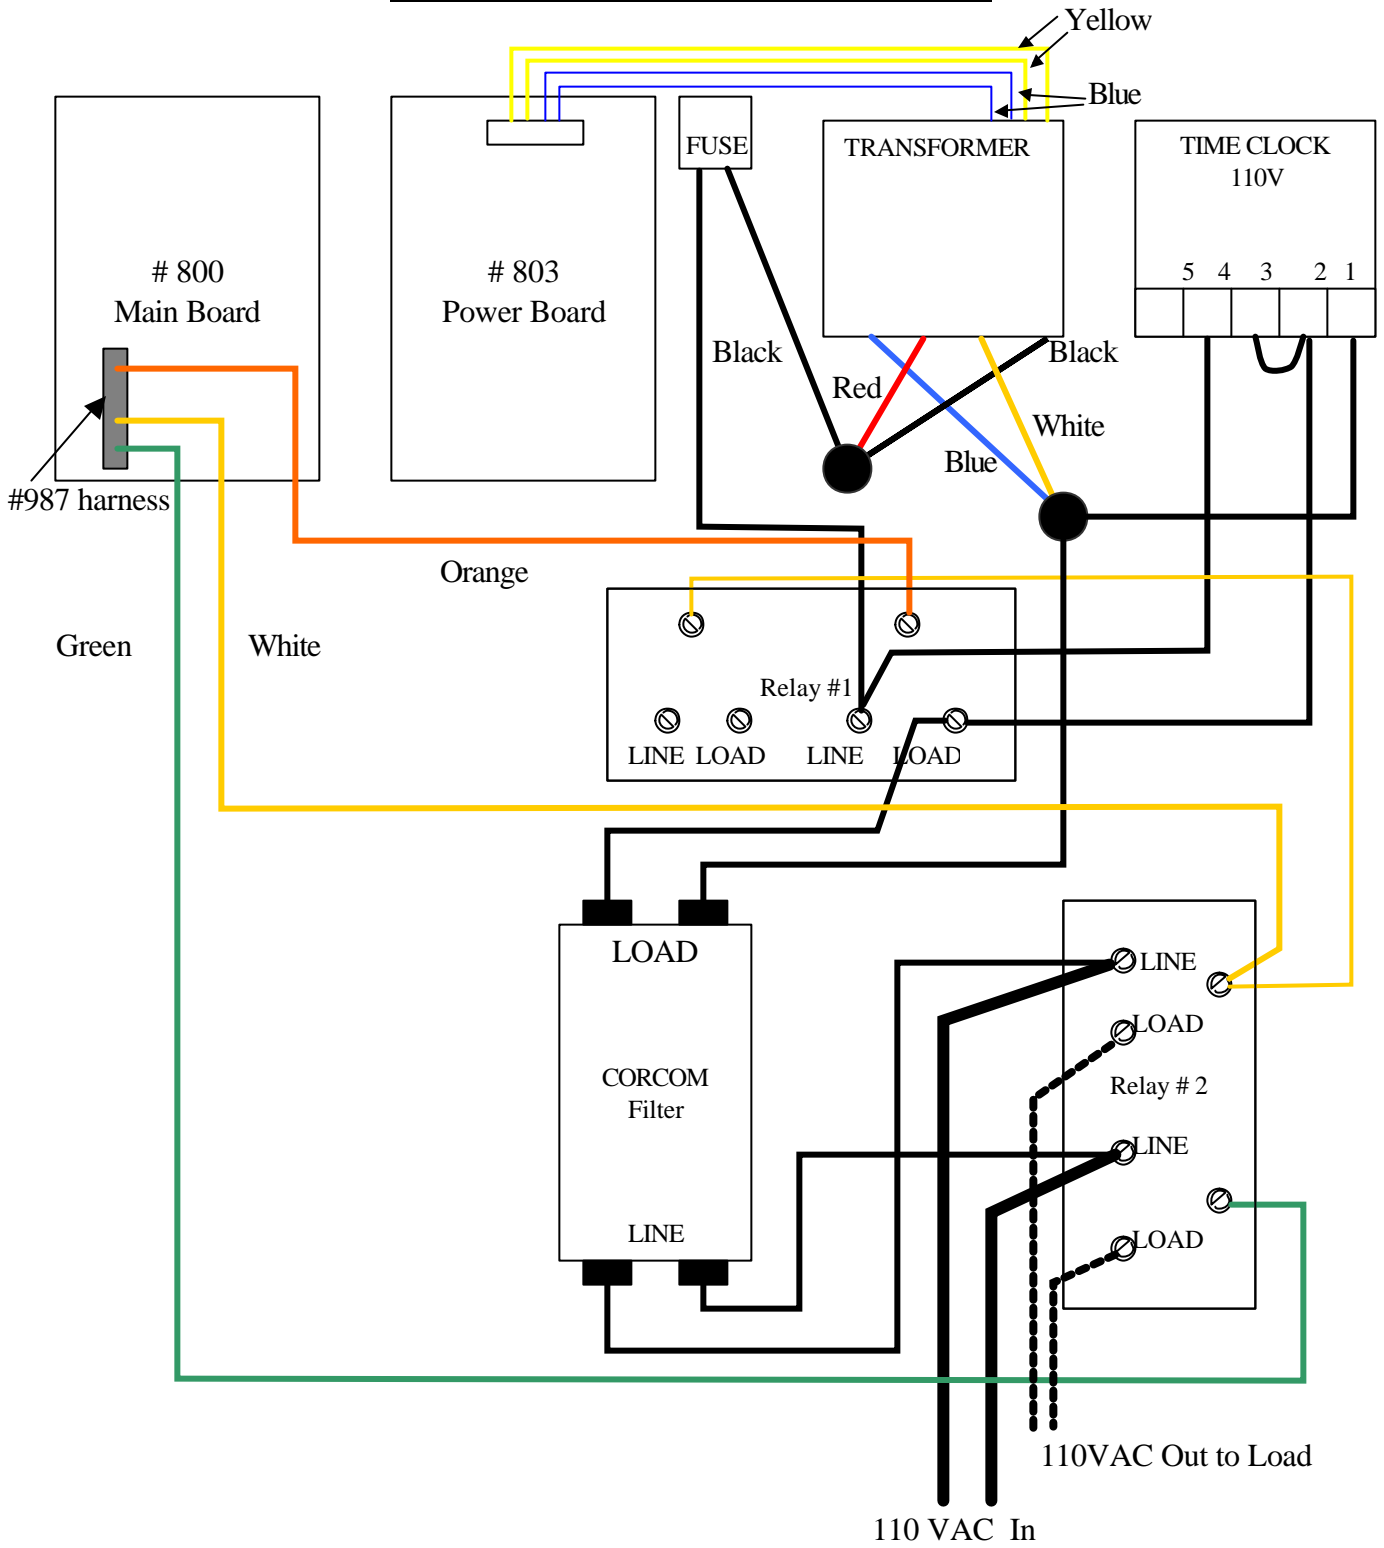 Yellow
Blue
FUSE
TRANSFORMER
TIME CLOCK
110V
# 800
Main Board
# 803
Power Board
5 4 3 2 1
Black
Black
Red
White
Blue
#987 harness
Orange
Green
White
Relay #1
LINE LOAD LINE LOAD
LOAD
LINE
LOAD
CORCOM
Filter
Relay # 2
LINE
LINE
LOAD
110VAC Out to Load
110 VAC In